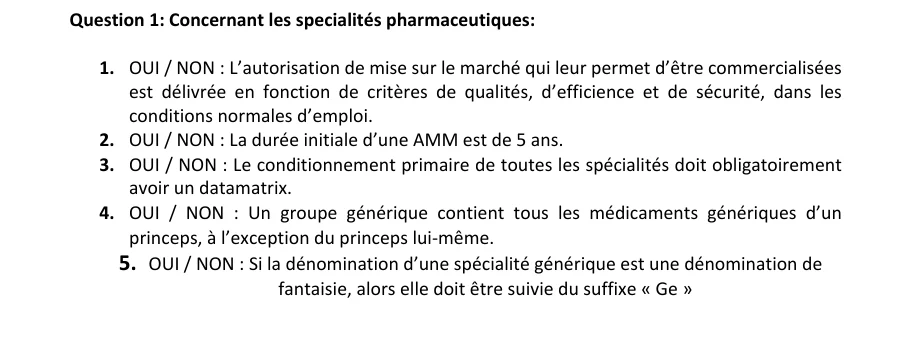 Question 1: Concernant les specialités pharmaceutiques:
1. OUI / NON : L’autorisation de mise sur le marché qui leur permet d’être commercialisées
est délivrée en fonction de critères de qualités, d’efficience et de sécurité, dans les
conditions normales d’emploi.
2. OUI / NON : La durée initiale d’une AMM est de 5 ans.
3. OUI / NON : Le conditionnement primaire de toutes les spécialités doit obligatoirement
avoir un datamatrix.
4. OUI / NON : Un groupe générique contient tous les médicaments génériques d’un
princeps, à l’exception du princeps lui-même.
5. OUI / NON : Si la dénomination d’une spécialité générique est une dénomination de
fantaisie, alors elle doit être suivie du suffixe « Ge »